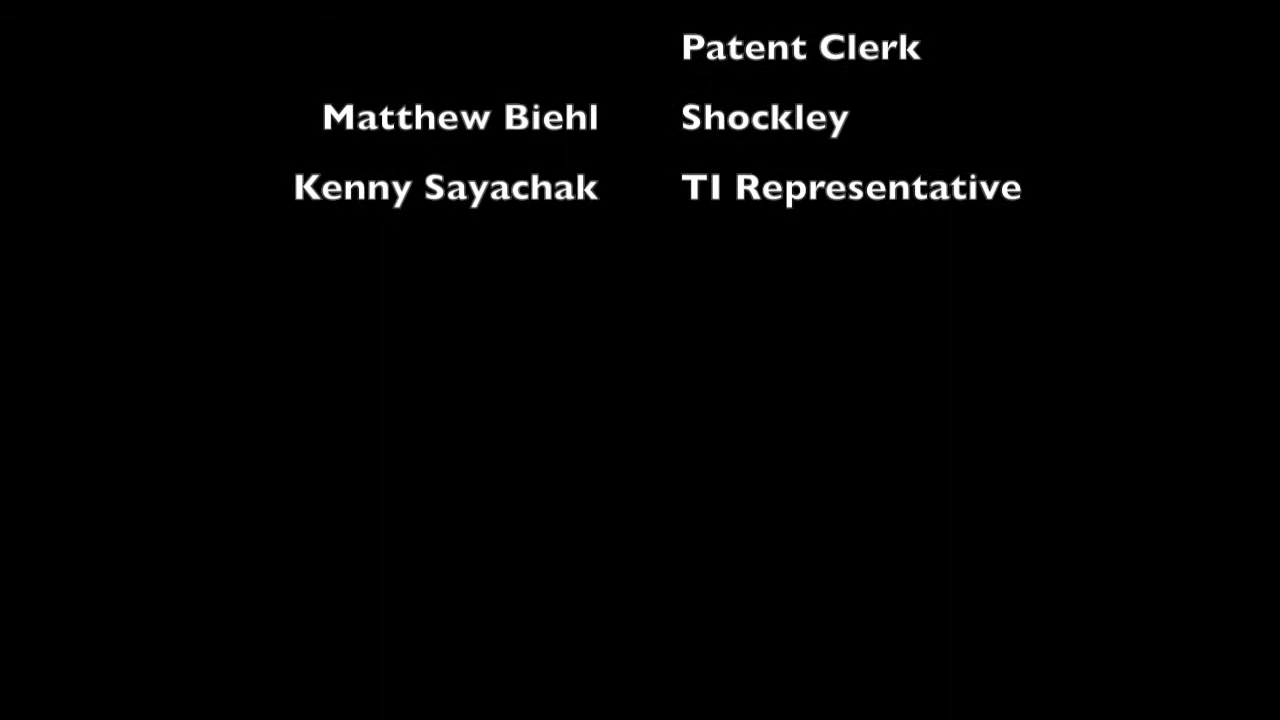 Patent Clerk
Matthew Biehl Shockley
Kenny Sayachak TI Representative